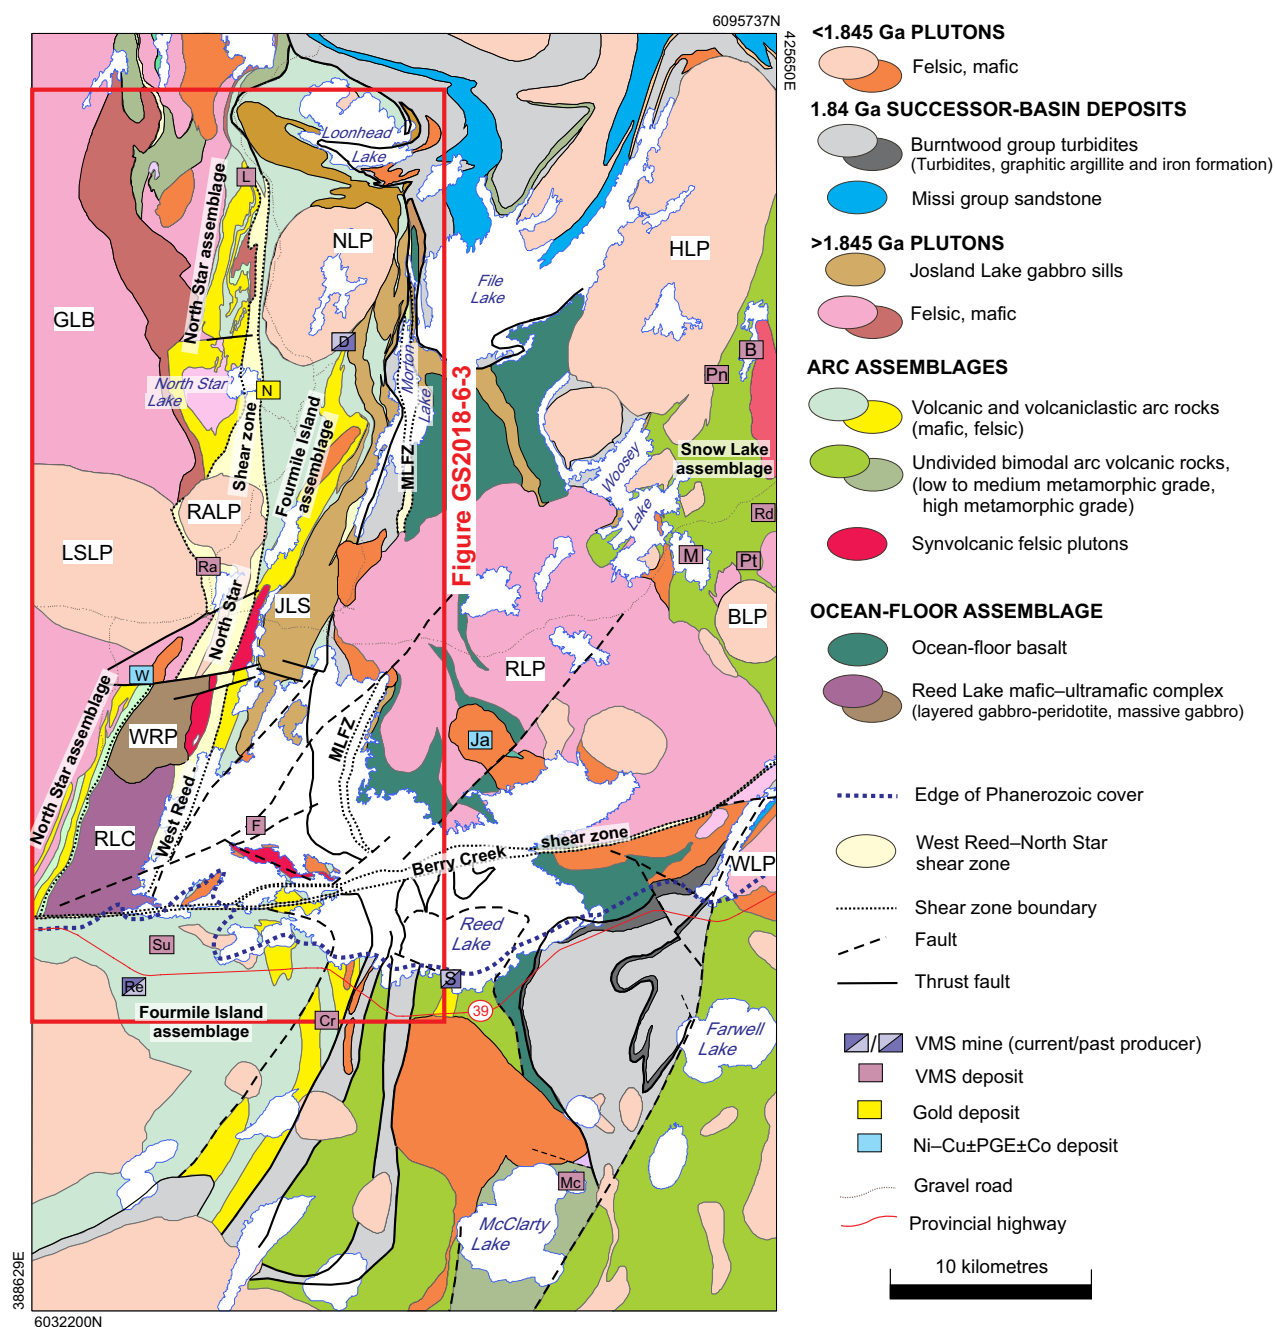 6095737N
425650E
Loonhead
Lake
L
North Star assemblage
NLP
HLP
File
Lake
GLB
D
B
Pn
Morton
Lake
North Star
Lake
N
Shear zone
Fourmile Island
assemblage
MLFZ
Figure GS2018-6-3
Snow Lake
assemblage
Woosey
Lake
RALP
Rd
LSLP
Ra
M
Pt
JLS
BLP
North Star
W
RLP
North Star assemblage
WRP
MLFZ
Ja
West Reed -
RLC
F
Berry Creek
shear zone
WLP
Su
Reed
Lake
Re
S
Fourmile Island
assemblage
Cr
39
Farwell
Lake
Mc
McClarty
Lake
388629E
6032200N
<1.845 Ga PLUTONS
Felsic, mafic
1.84 Ga SUCCESSOR-BASIN DEPOSITS
Burntwood group turbidites
(Turbidites, graphitic argillite and iron formation)
Missi group sandstone
>1.845 Ga PLUTONS
Josland Lake gabbro sills
Felsic, mafic
ARC ASSEMBLAGES
Volcanic and volcaniclastic arc rocks
(mafic, felsic)
Undivided bimodal arc volcanic rocks,
(low to medium metamorphic grade,
high metamorphic grade)
Synvolcanic felsic plutons
OCEAN-FLOOR ASSEMBLAGE
Ocean-floor basalt
Reed Lake mafic–ultramafic complex
(layered gabbro-peridotite, massive gabbro)
Edge of Phanerozoic cover
West Reed–North Star
shear zone
Shear zone boundary
Fault
Thrust fault
/ VMS mine (current/past producer)
VMS deposit
Gold deposit
Ni–Cu±PGE±Co deposit
Gravel road
Provincial highway
10 kilometres